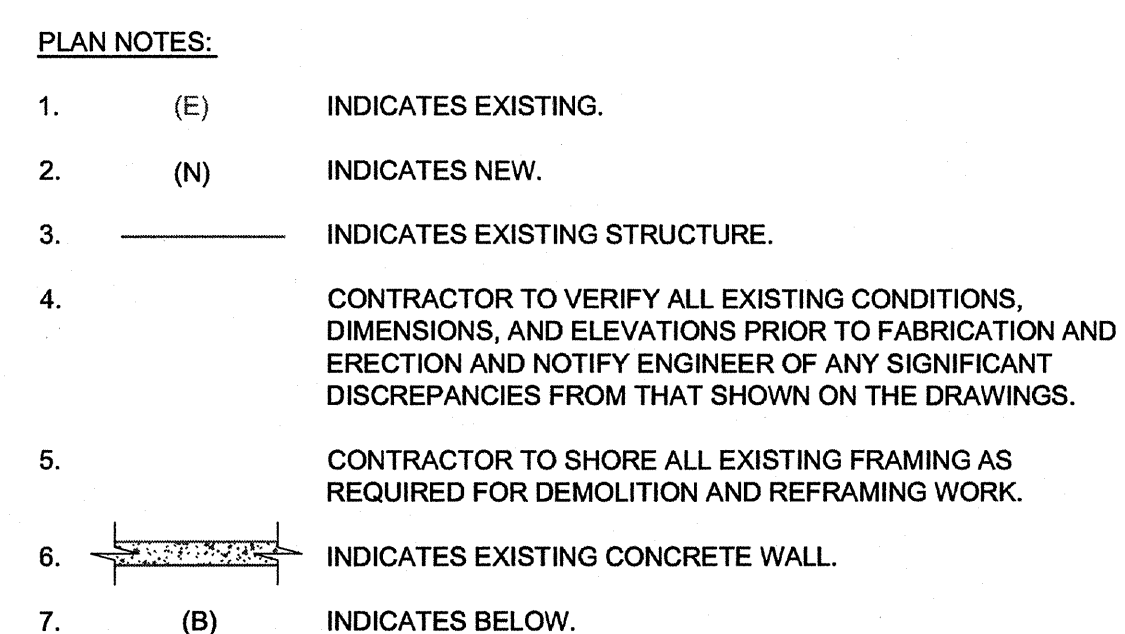 PLAN NOTES:
1. (E) INDICATES EXISTING.
2. (N) INDICATES NEW.
3. INDICATES EXISTING STRUCTURE.
4. CONTRACTOR TO VERIFY ALL EXISTING CONDITIONS,
DIMENSIONS, AND ELEVATIONS PRIOR TO FABRICATION AND
ERECTION AND NOTIFY ENGINEER OF ANY SIGNIFICANT
DISCREPANCIES FROM THAT SHOWN ON THE DRAWINGS.
5. CONTRACTOR TO SHORE ALL EXISTING FRAMING AS
REQUIRED FOR DEMOLITION AND REFRAMING WORK.
6. INDICATES EXISTING CONCRETE WALL.
7. (B) INDICATES BELOW.